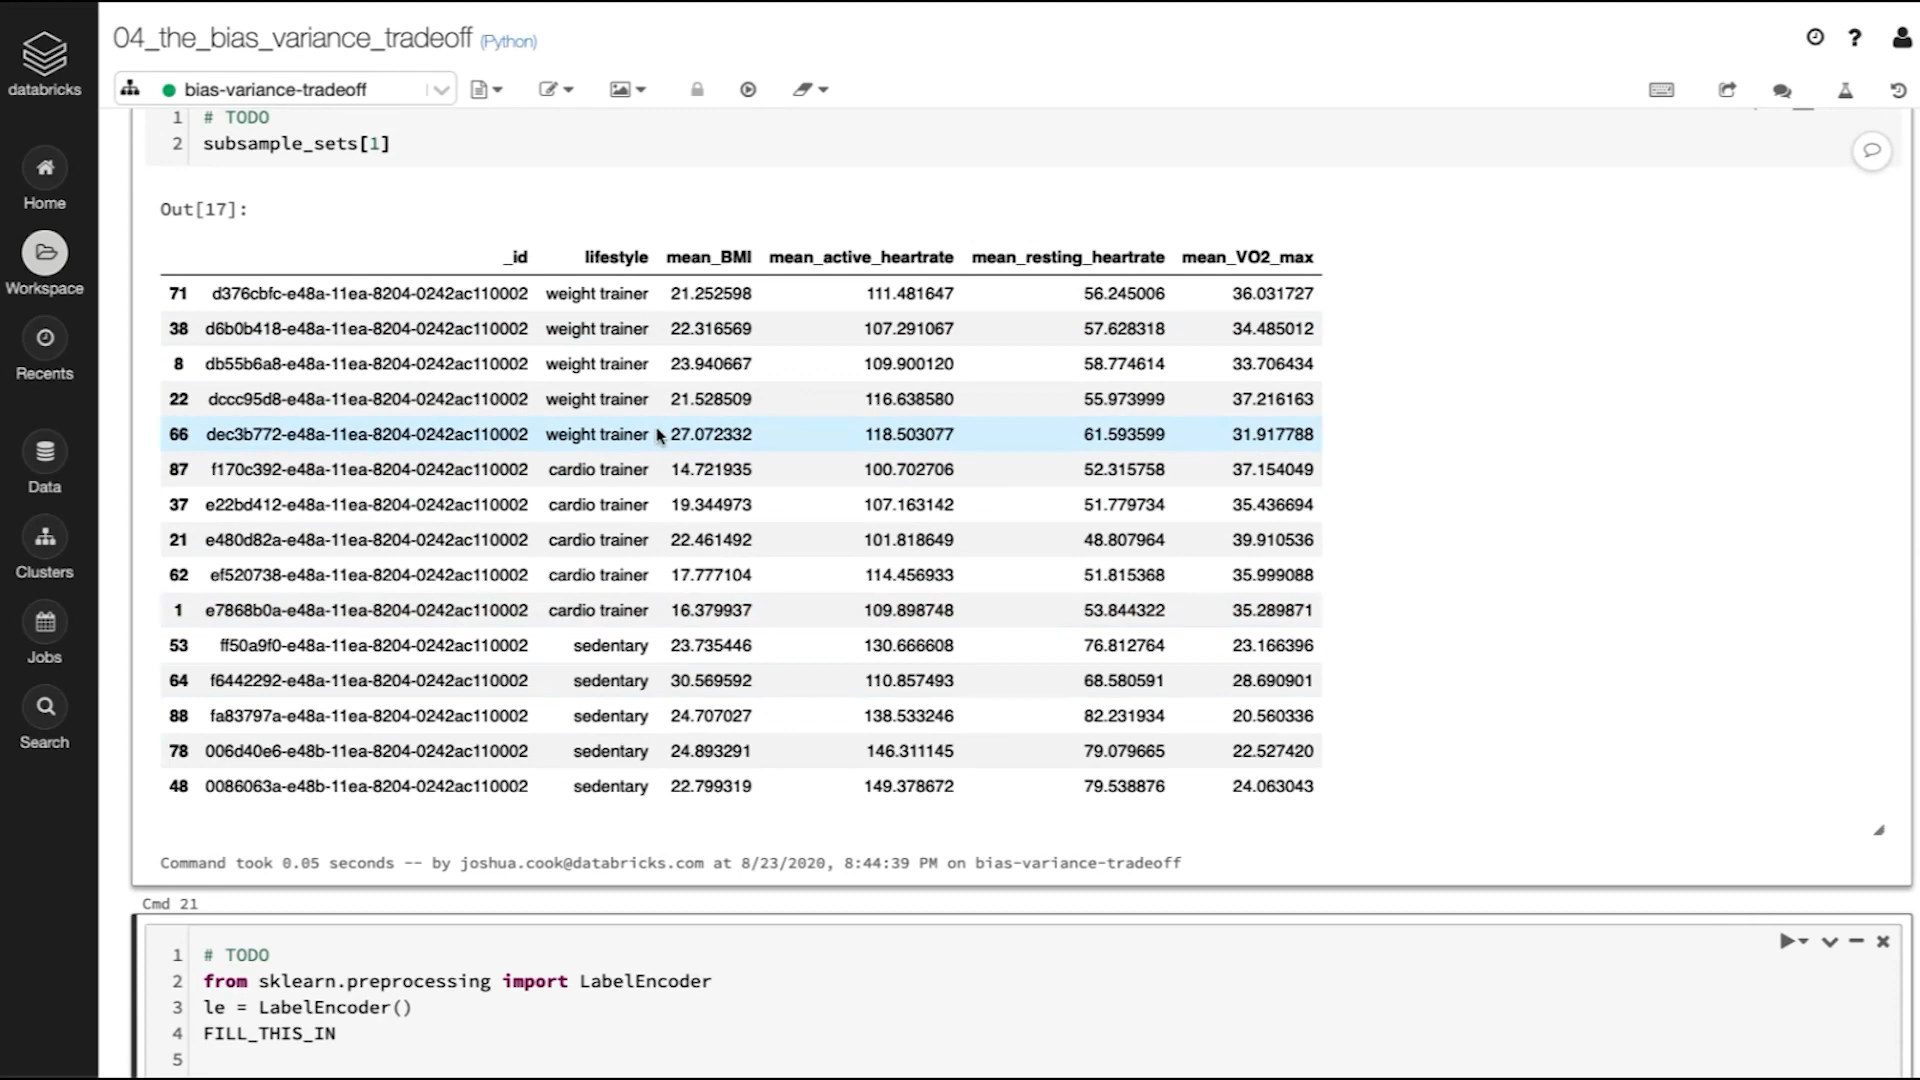 databricks
Home
Workspace
Recents
Data
Clusters
Jobs
Search
04_the_bias_variance_tradeoff (Python)
?
bias-variance-tradeoff
1 # TODO
2 subsample_sets[1]
Out[17]:
_id lifestyle mean_BMI mean_active_heartrate mean_resting_heartrate mean_VO2_max
71 d376cbfc-e48a-11ea-8204-0242ac110002 weight trainer 21.252598 111.481647 56.245006 36.031727
38 d6b0b418-e48a-11ea-8204-0242ac110002 weight trainer 22.316569 107.291067 57.628318 34.485012
8 db55b6a8-e48a-11ea-8204-0242ac110002 weight trainer 23.940667 109.900120 58.774614 33.706434
22 dccc95d8-e48a-11ea-8204-0242ac110002 weight trainer 21.528509 116.638580 55.973999 37.216163
66 dec3b772-e48a-11ea-8204-0242ac110002 weight trainer 27.072332 118.503077 61.593599 31.917788
87 f170c392-e48a-11ea-8204-0242ac110002 cardio trainer 14.721935 100.702706 52.315758 37.154049
37 e22bd412-e48a-11ea-8204-0242ac110002 cardio trainer 19.344973 107.163142 51.779734 35.436694
21 e480d82a-e48a-11ea-8204-0242ac110002 cardio trainer 22.461492 101.818649 48.807964 39.910536
62 ef520738-e48a-11ea-8204-0242ac110002 cardio trainer 17.777104 114.456933 51.815368 35.999088
1 e7868b0a-e48a-11ea-8204-0242ac110002 cardio trainer 16.379937 109.898748 53.844322 35.289871
53 ff50a9f0-e48a-11ea-8204-0242ac110002 sedentary 23.735446 130.666608 76.812764 23.166396
64 f6442292-e48a-11ea-8204-0242ac110002 sedentary 30.569592 110.857493 68.580591 28.690901
88 fa83797a-e48a-11ea-8204-0242ac110002 sedentary 24.707027 138.533246 82.231934 20.560336
78 006d40e6-e48b-11ea-8204-0242ac110002 sedentary 24.893291 146.311145 79.079665 22.527420
48 0086063a-e48b-11ea-8204-0242ac110002 sedentary 22.799319 149.378672 79.538876 24.063043
Command took 0.05 seconds -- by joshua.cook@databricks.com at 8/23/2020, 8:44:39 PM on bias-variance-tradeoff
Cmd 21
1 # TODO
2 from sklearn.preprocessing import LabelEncoder
3 le = LabelEncoder()
4 FILL_THIS_IN
5